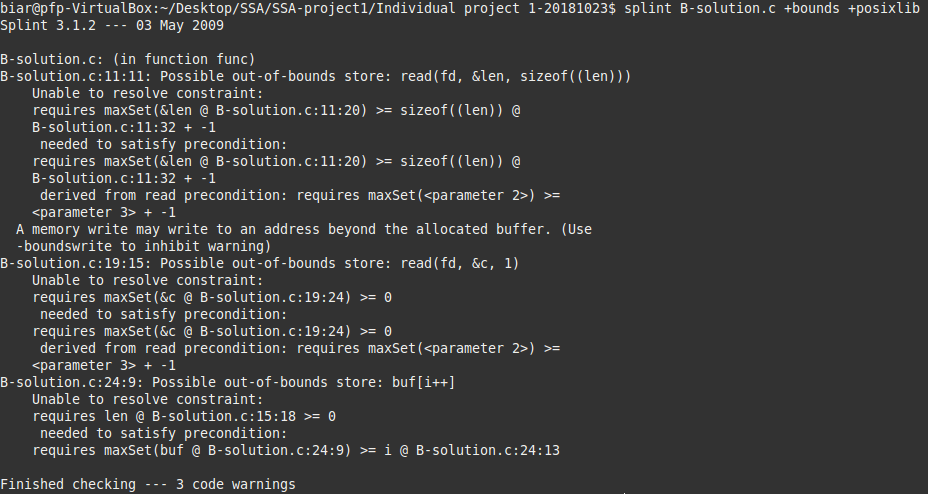 biar@pfp-VirtualBox:~/Desktop/SSA/SSA-project1/Individual project 1-20181023$ splint B-solution.c +bounds +posixlib
Splint 3.1.2 --- 03 May 2009
B-solution.c: (in function func)
B-solution.c:11:11: Possible out-of-bounds store: read(fd, &len, sizeof((len)))
Unable to resolve constraint:
requires maxSet(&len @ B-solution.c:11:20) >= sizeof((len)) @
B-solution.c:11:32 + -1
needed to satisfy precondition:
requires maxSet(&len @ B-solution.c:11:20) >= sizeof((len)) @
B-solution.c:11:32 + -1
derived from read precondition: requires maxSet(<parameter 2>) >=
<parameter 3> + -1
A memory write may write to an address beyond the allocated buffer. (Use
-boundswrite to inhibit warning)
B-solution.c:19:15: Possible out-of-bounds store: read(fd, &c, 1)
Unable to resolve constraint:
requires maxSet(&c @ B-solution.c:19:24) >= 0
needed to satisfy precondition:
requires maxSet(&c @ B-solution.c:19:24) >= 0
derived from read precondition: requires maxSet(<parameter 2>) >=
<parameter 3> + -1
B-solution.c:24:9: Possible out-of-bounds store: buf[i++]
Unable to resolve constraint:
requires len @ B-solution.c:15:18 >= 0
needed to satisfy precondition:
requires maxSet(buf @ B-solution.c:24:9) >= i @ B-solution.c:24:13
Finished checking --- 3 code warnings